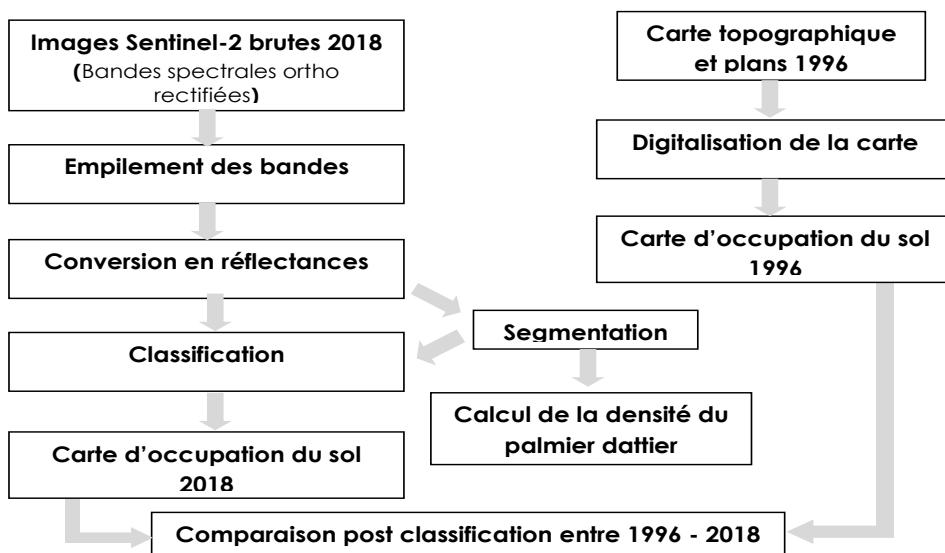 Images Sentinel-2 brutes 2018
(Bandes spectrales ortho
rectifiées)
Empilement des bandes
Conversion en réflectances
Classification
Carte d'occupation du sol
2018
Segmentation
Calcul de la densité du
palmier dattier
Carte topographique
et plans 1996
Digitalisation de la carte
Carte d'occupation du sol
1996
Comparaison post classification entre 1996 - 2018